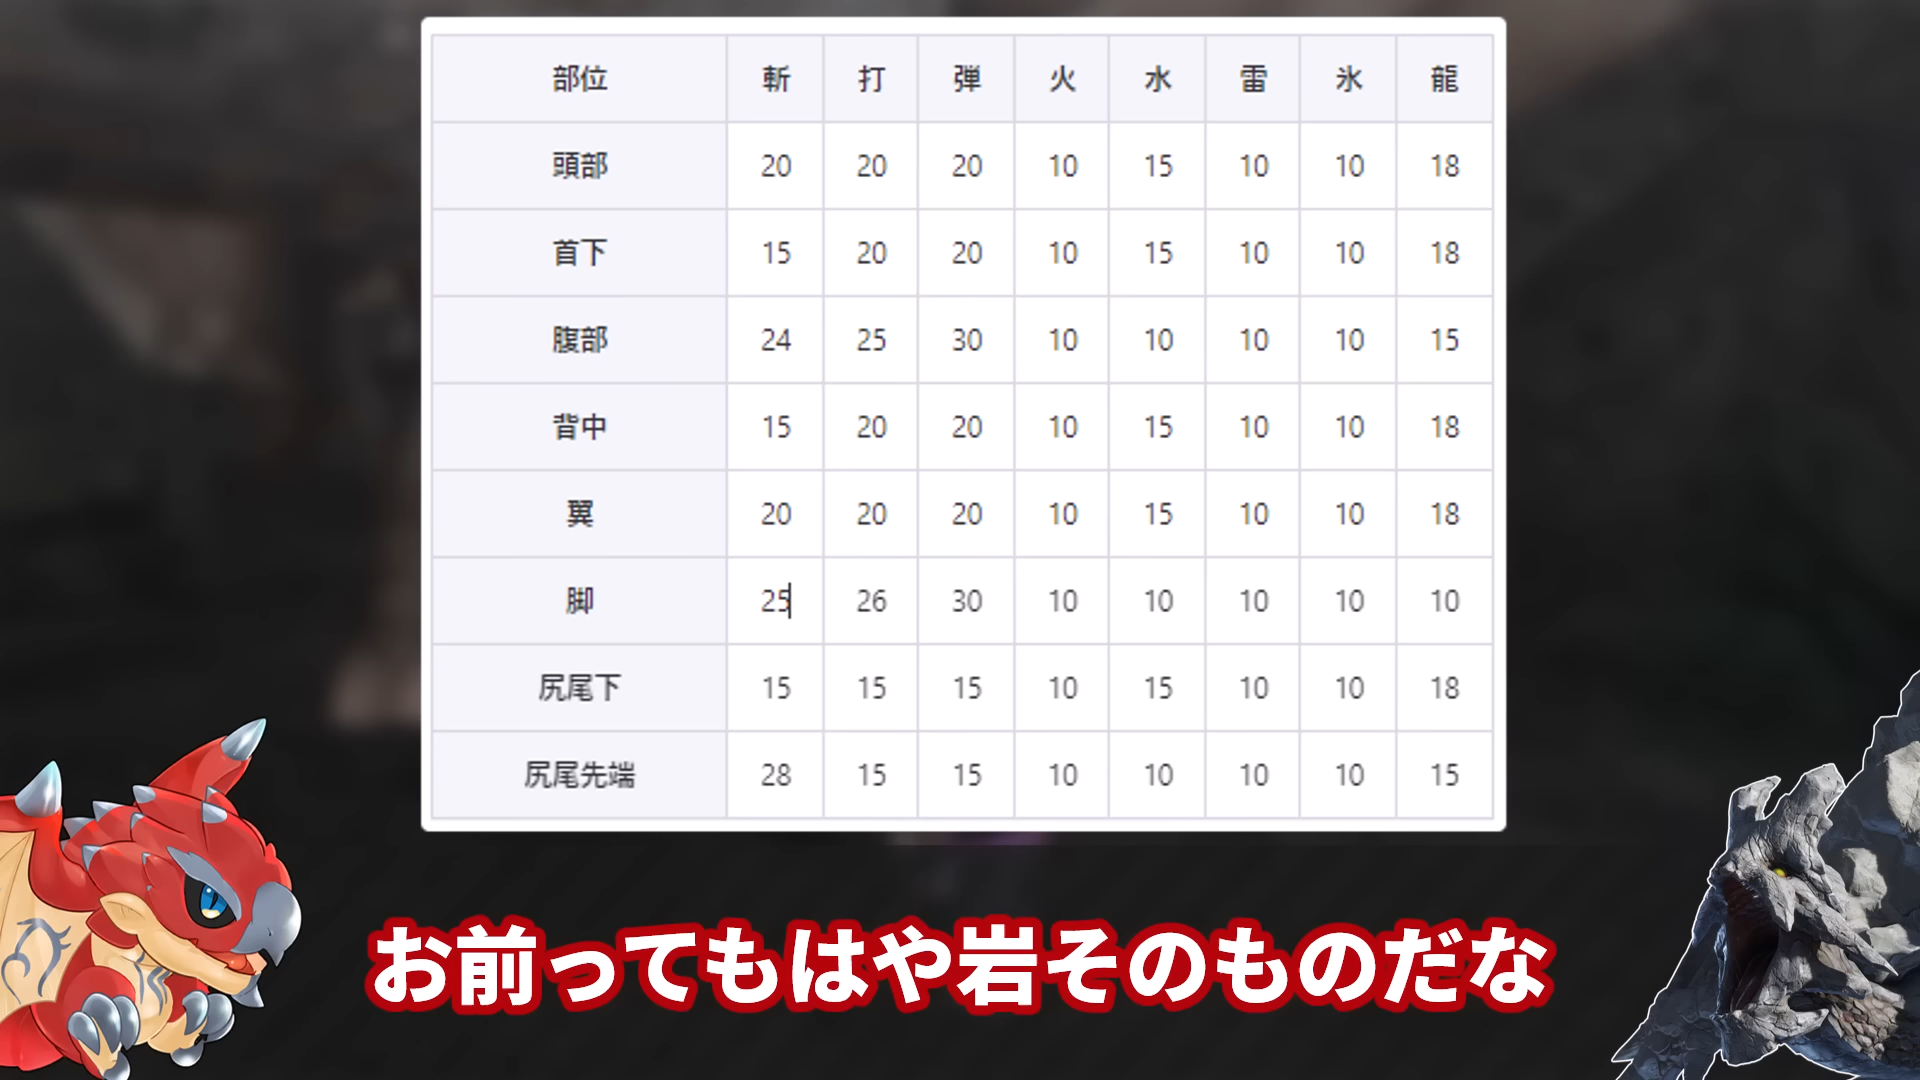 部位 斬 打 弾 火 水 雷 氷 龍
頭部 20 20 20 10 15 10 10 18
首下 15 20 20 10 15 10 10 18
腹部 24 25 30 10 10 10 10 15
背中 15 20 20 10 15 10 10 18
翼 20 20 20 10 15 10 10 18
脚 25 26 30 10 10 10 10 10
尻尾下 15 15 15 10 15 10 10 18
尻尾先端 28 15 15 10 10 10 10 15
お前ってもはや岩そのものだな